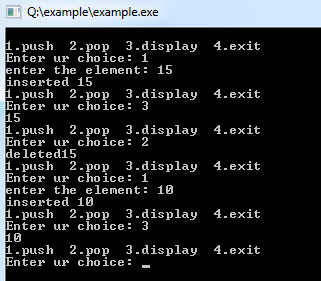 Q:\example\example.exe
1.push 2.pop 3.display 4.exit
Enter ur choice: 1
enter the element: 15
inserted 15
1.push 2.pop 3.display 4.exit
Enter ur choice: 3
15
1.push 2.pop 3.display 4.exit
Enter ur choice: 2
deleted15
1.push 2.pop 3.display 4.exit
Enter ur choice: 1
enter the element: 10
inserted 10
1.push 2.pop 3.display 4.exit
Enter ur choice: 3
10
1.push 2.pop 3.display 4.exit
Enter ur choice: _